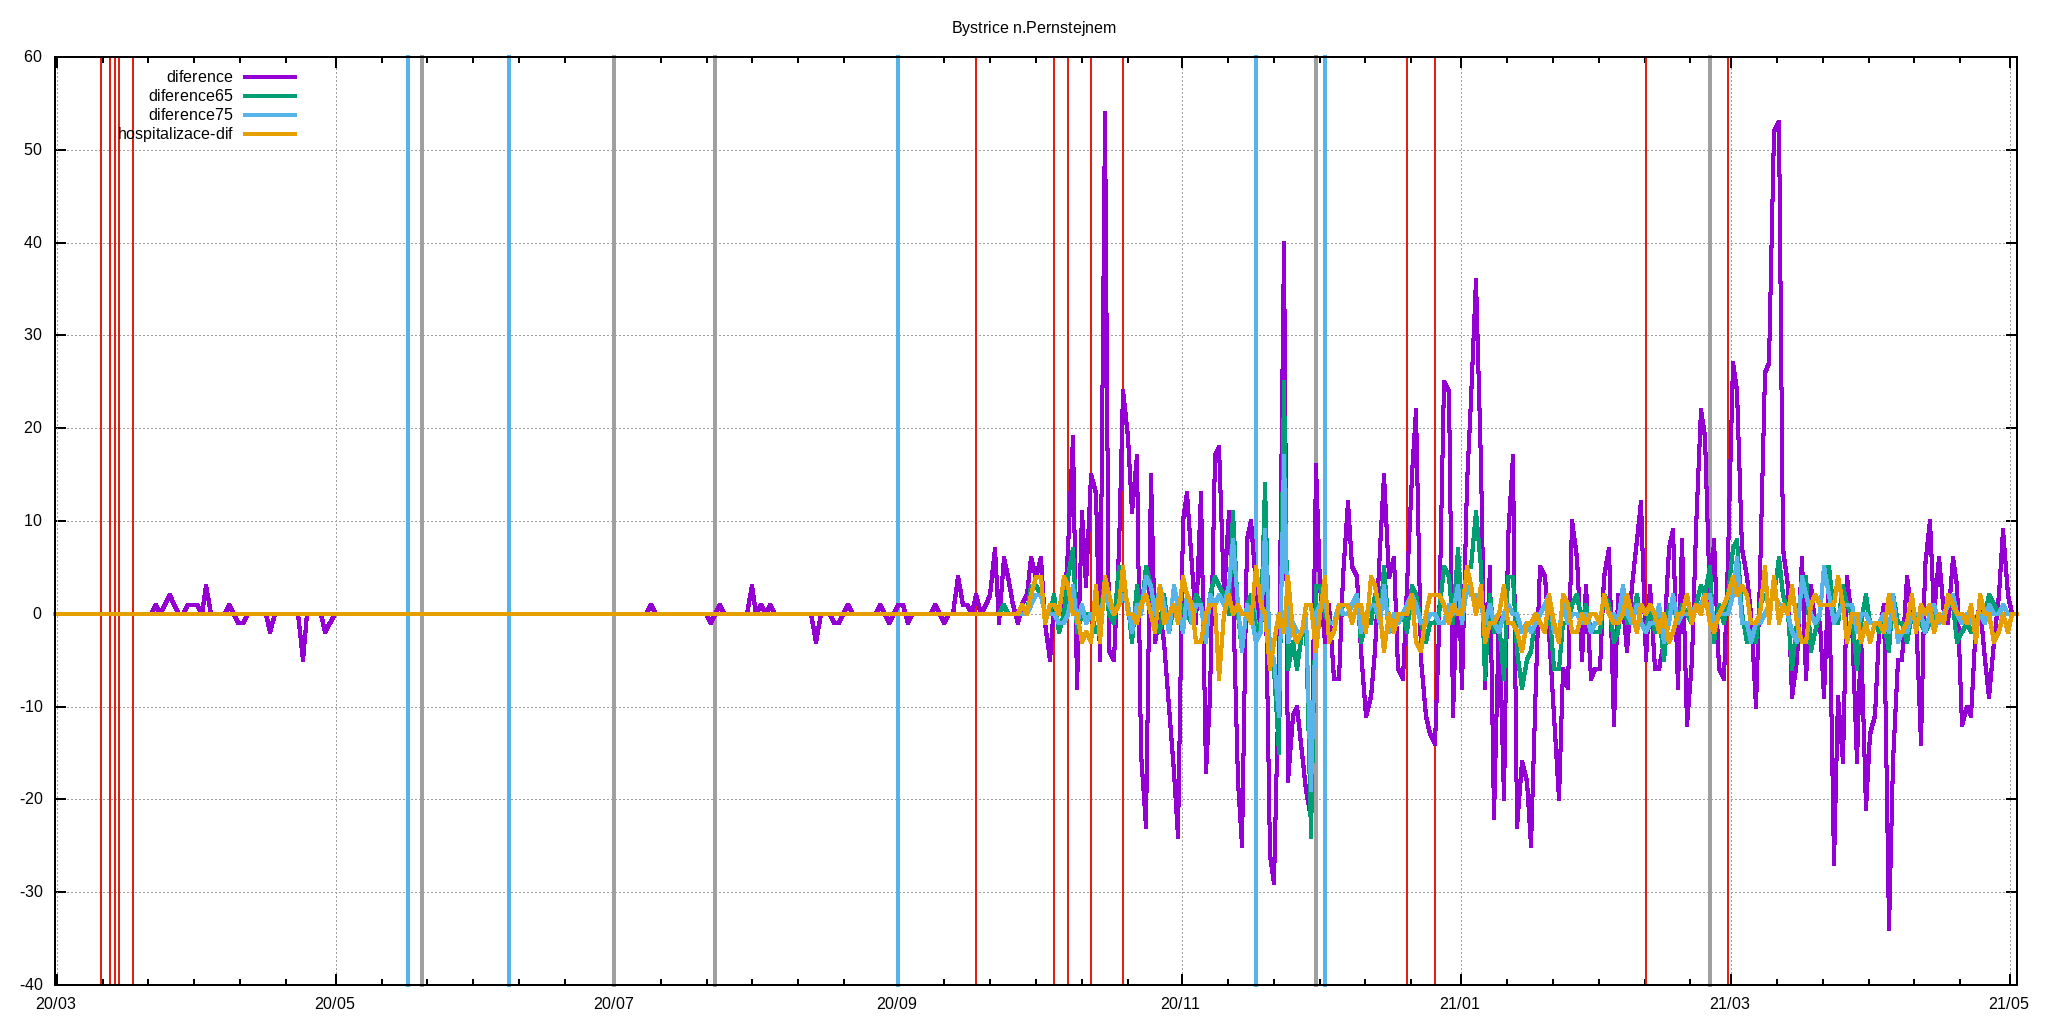 Bystrice n.Pernstejnem
60
50
40
30
20
10
0
-10
-20
-30
-40
diference
diference65
diference75
hospitalizace-dif
20/03 20/05 20/07 20/09 20/11 21/01 21/03 21/05